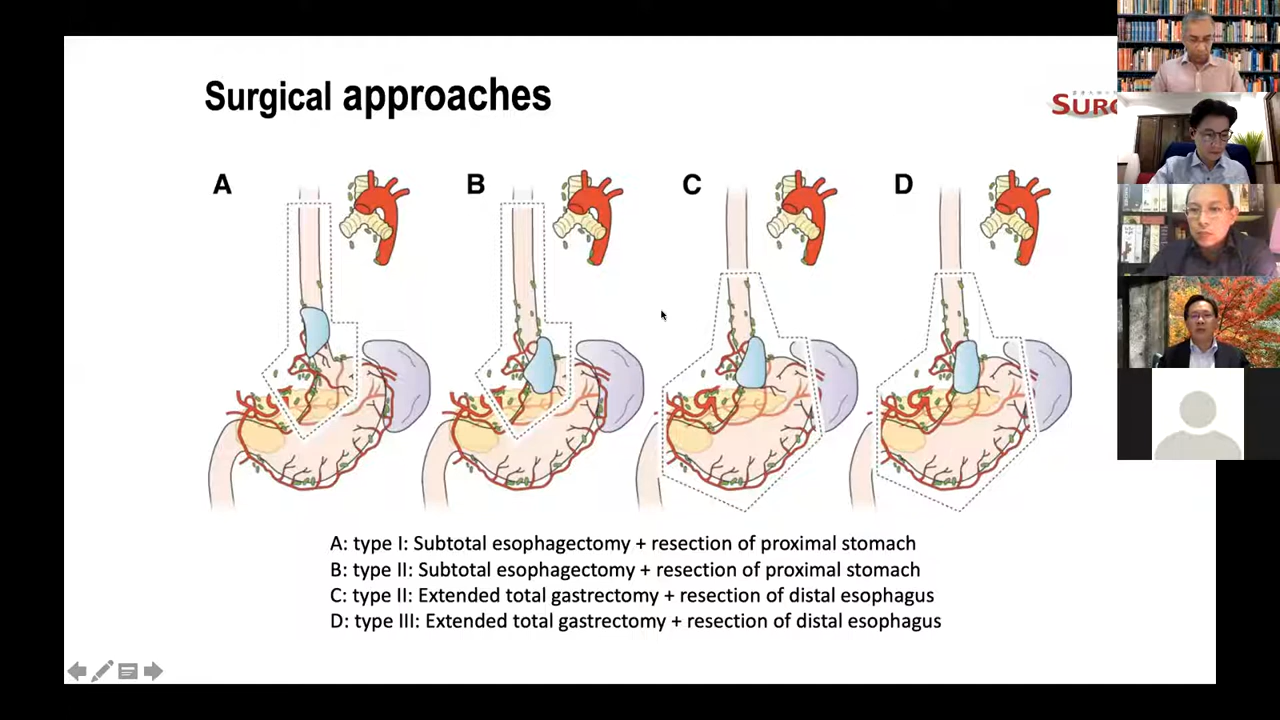 Surgical approaches
SURG
A
B
C
D
A: type I: Subtotal esophagectomy + resection of proximal stomach
B: type II: Subtotal esophagectomy + resection of proximal stomach
C: type II: Extended total gastrectomy + resection of distal esophagus
D: type III: Extended total gastrectomy + resection of distal esophagus